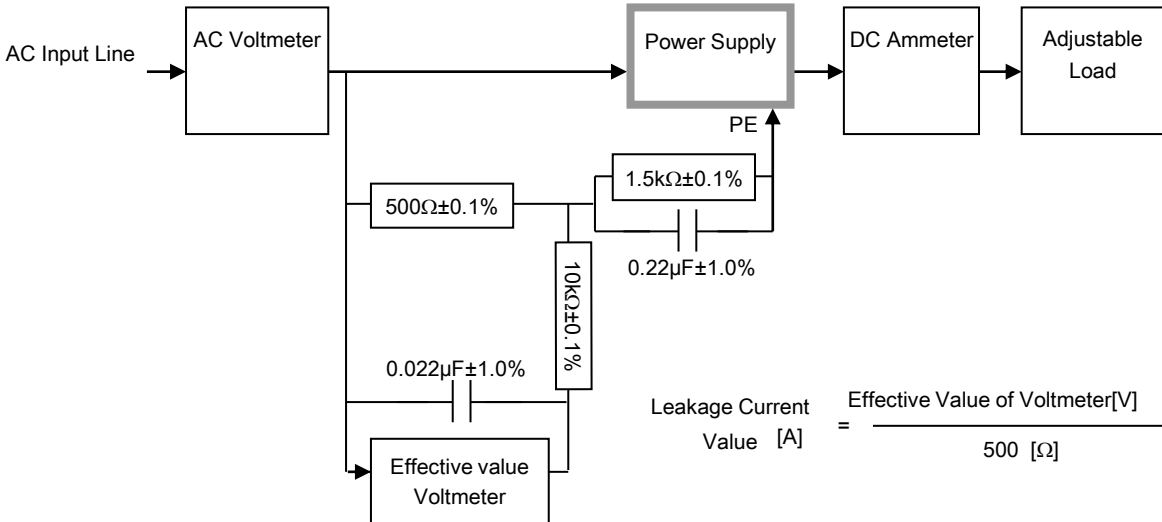 AC Input Line
AC Voltmeter
Power Supply
DC Ammeter
Adjustable
Load
PE
1.5kΩ±0.1%
500Ω±0.1%
0.22µF±1.0%
10kΩ±0.1%
0.022µF±1.0%
Effective value
Voltmeter
Leakage Current
Value [A]
=
Effective Value of Voltmeter[V]
500 [Ω]